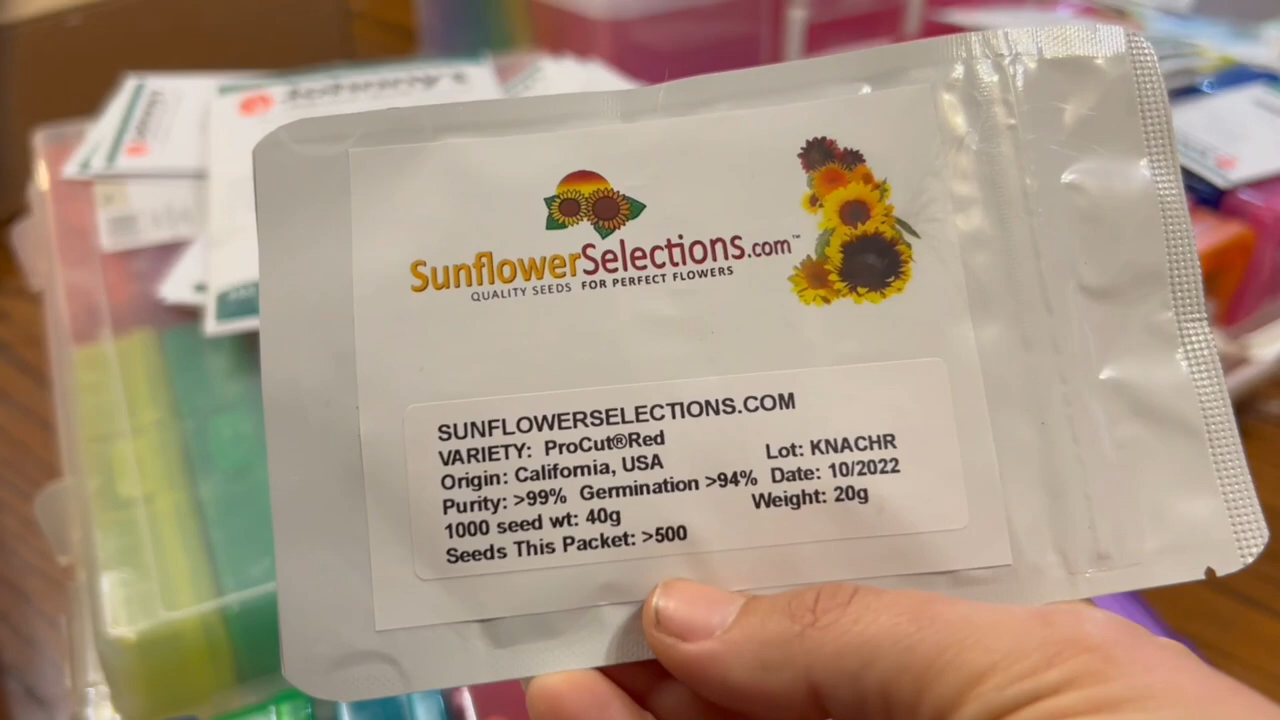 Johnny's
SunflowerSelections.com™
QUALITY SEEDS FOR PERFECT FLOWERS
SUNFLOWERSELECTIONS.COM
VARIETY: ProCut®Red
Origin: California, USA Lot: KNACHR
Purity: >99% Germination >94% Date: 10/2022
1000 seed wt: 40g Weight: 20g
Seeds This Packet: >500